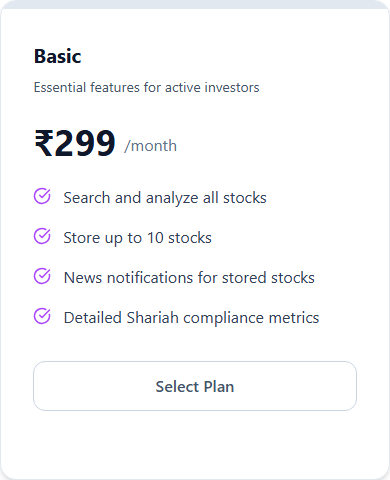 Basic
Essential features for active investors
₹299 /month
Search and analyze all stocks
Store up to 10 stocks
News notifications for stored stocks
Detailed Shariah compliance metrics
Select Plan